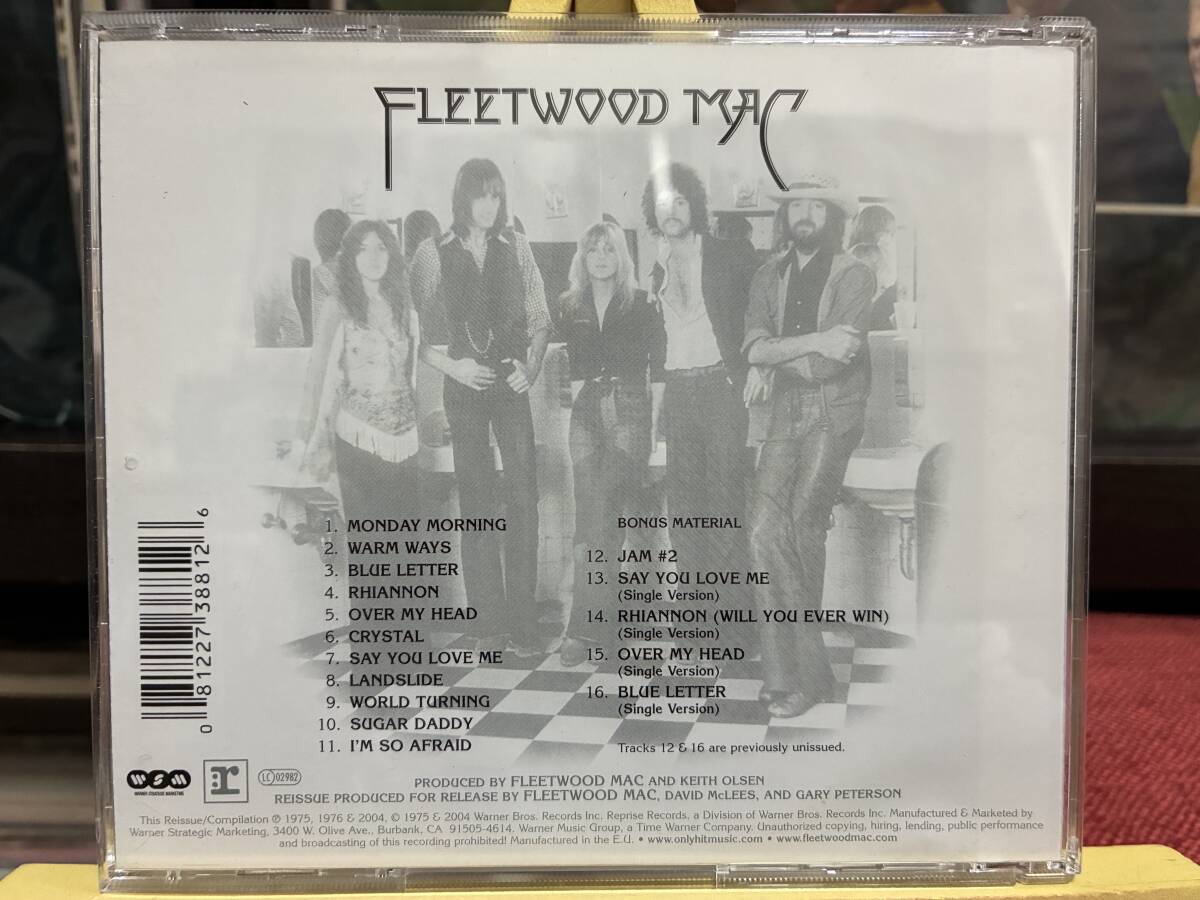 FLEETWOOD MAC
1. MONDAY MORNING
2. WARM WAYS
3. BLUE LETTER
4. RHIANNON
5. OVER MY HEAD
6. CRYSTAL
7. SAY YOU LOVE ME
8. LANDSLIDE
9. WORLD TURNING
10. SUGAR DADDY
11. I'M SO AFRAID
BONUS MATERIAL
12. JAM #2
13. SAY YOU LOVE ME
(Single Version)
14. RHIANNON (WILL YOU EVER WIN)
(Single Version)
15. OVER MY HEAD
(Single Version)
16. BLUE LETTER
(Single Version)
Tracks 12 & 16 are previously unissued.
0 81227 38812 6
WSM
WARNER STRATEGIC MARKETING
r
LC 02982
PRODUCED BY FLEETWOOD MAC AND KEITH OLSEN
REISSUE PRODUCED FOR RELEASE BY FLEETWOOD MAC, DAVID McLEES, AND GARY PETERSON
This Reissue/Compilation ℗ 1975, 1976 & 2004, © 1975 & 2004 Warner Bros. Records Inc. Reprise Records, a Division of Warner Bros. Records Inc. Manufactured & Marketed by
Warner Strategic Marketing, 3400 W. Olive Ave., Burbank, CA 91505-4614. Warner Music Group, a Time Warner Company. Unauthorized copying, hiring, lending, public performance
and broadcasting of this recording prohibited! Manufactured in the E.U. • www.onlyhitmusic.com • www.fleetwoodmac.com